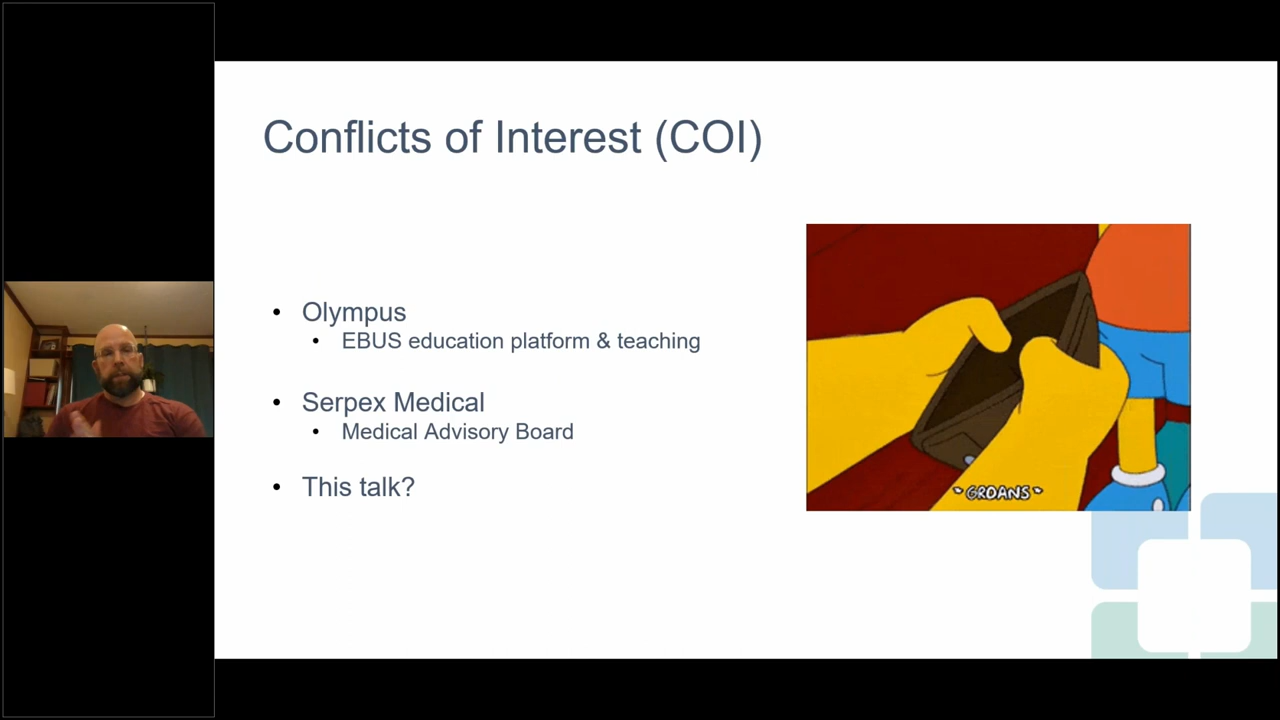 Conflicts of Interest (COI)
• Olympus
• EBUS education platform & teaching
• Serpex Medical
• Medical Advisory Board
• This talk?
~GROANS~